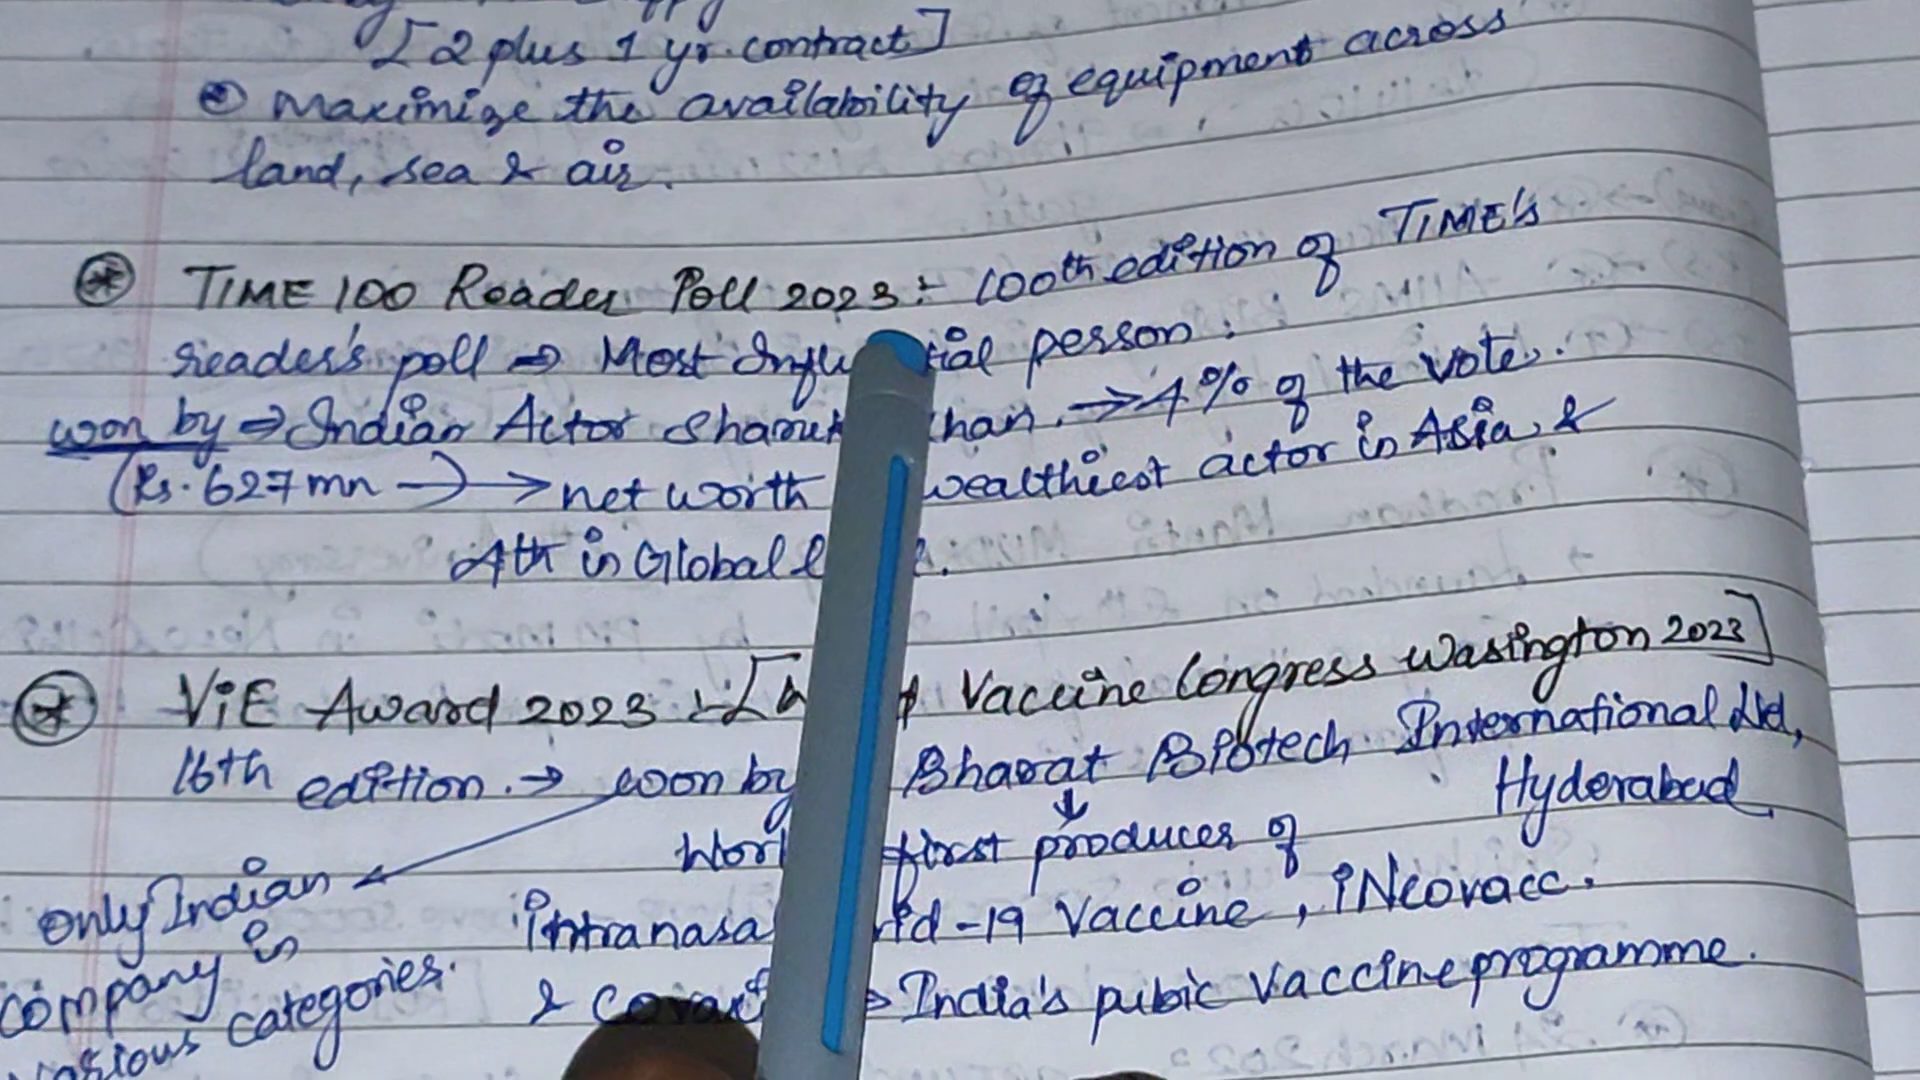 [2 plus 1 yr. contract]
maximize the availability of equipment across
land, sea & air.
TIME 100 Reader Poll 2023 :- 100th edition of TIME's
reader's poll ⇒ Most Influ tial person :
won by ⇒ Indian Actor Sharuk han. → 4% of the vote.
(Rs. 627 mn →) → net worth wealthiest actor in Asia, &
4th in Global
ViE Award 2023 :- [ Vaccine Congress Wasington 2023]
16th edition. → won by Bharat Biotech International Ltd,
Hyderabad
Worl first produces of
Only Indian
intranasa id-19 Vaccine, iNcovacc.
company in
& Covax ⇒ India's pubic vaccine programme.
various categories.